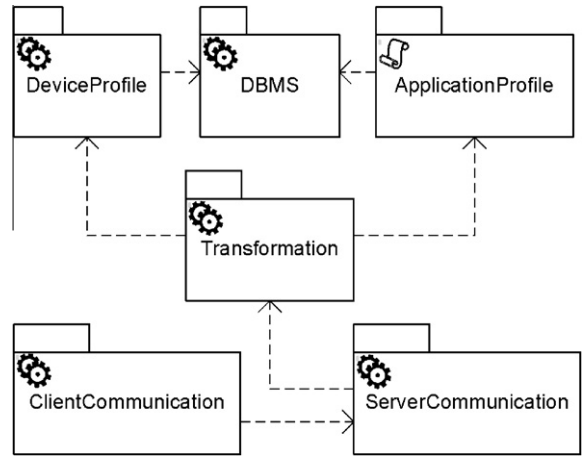 DeviceProfile
DBMS
ApplicationProfile
Transformation
ClientCommunication
ServerCommunication